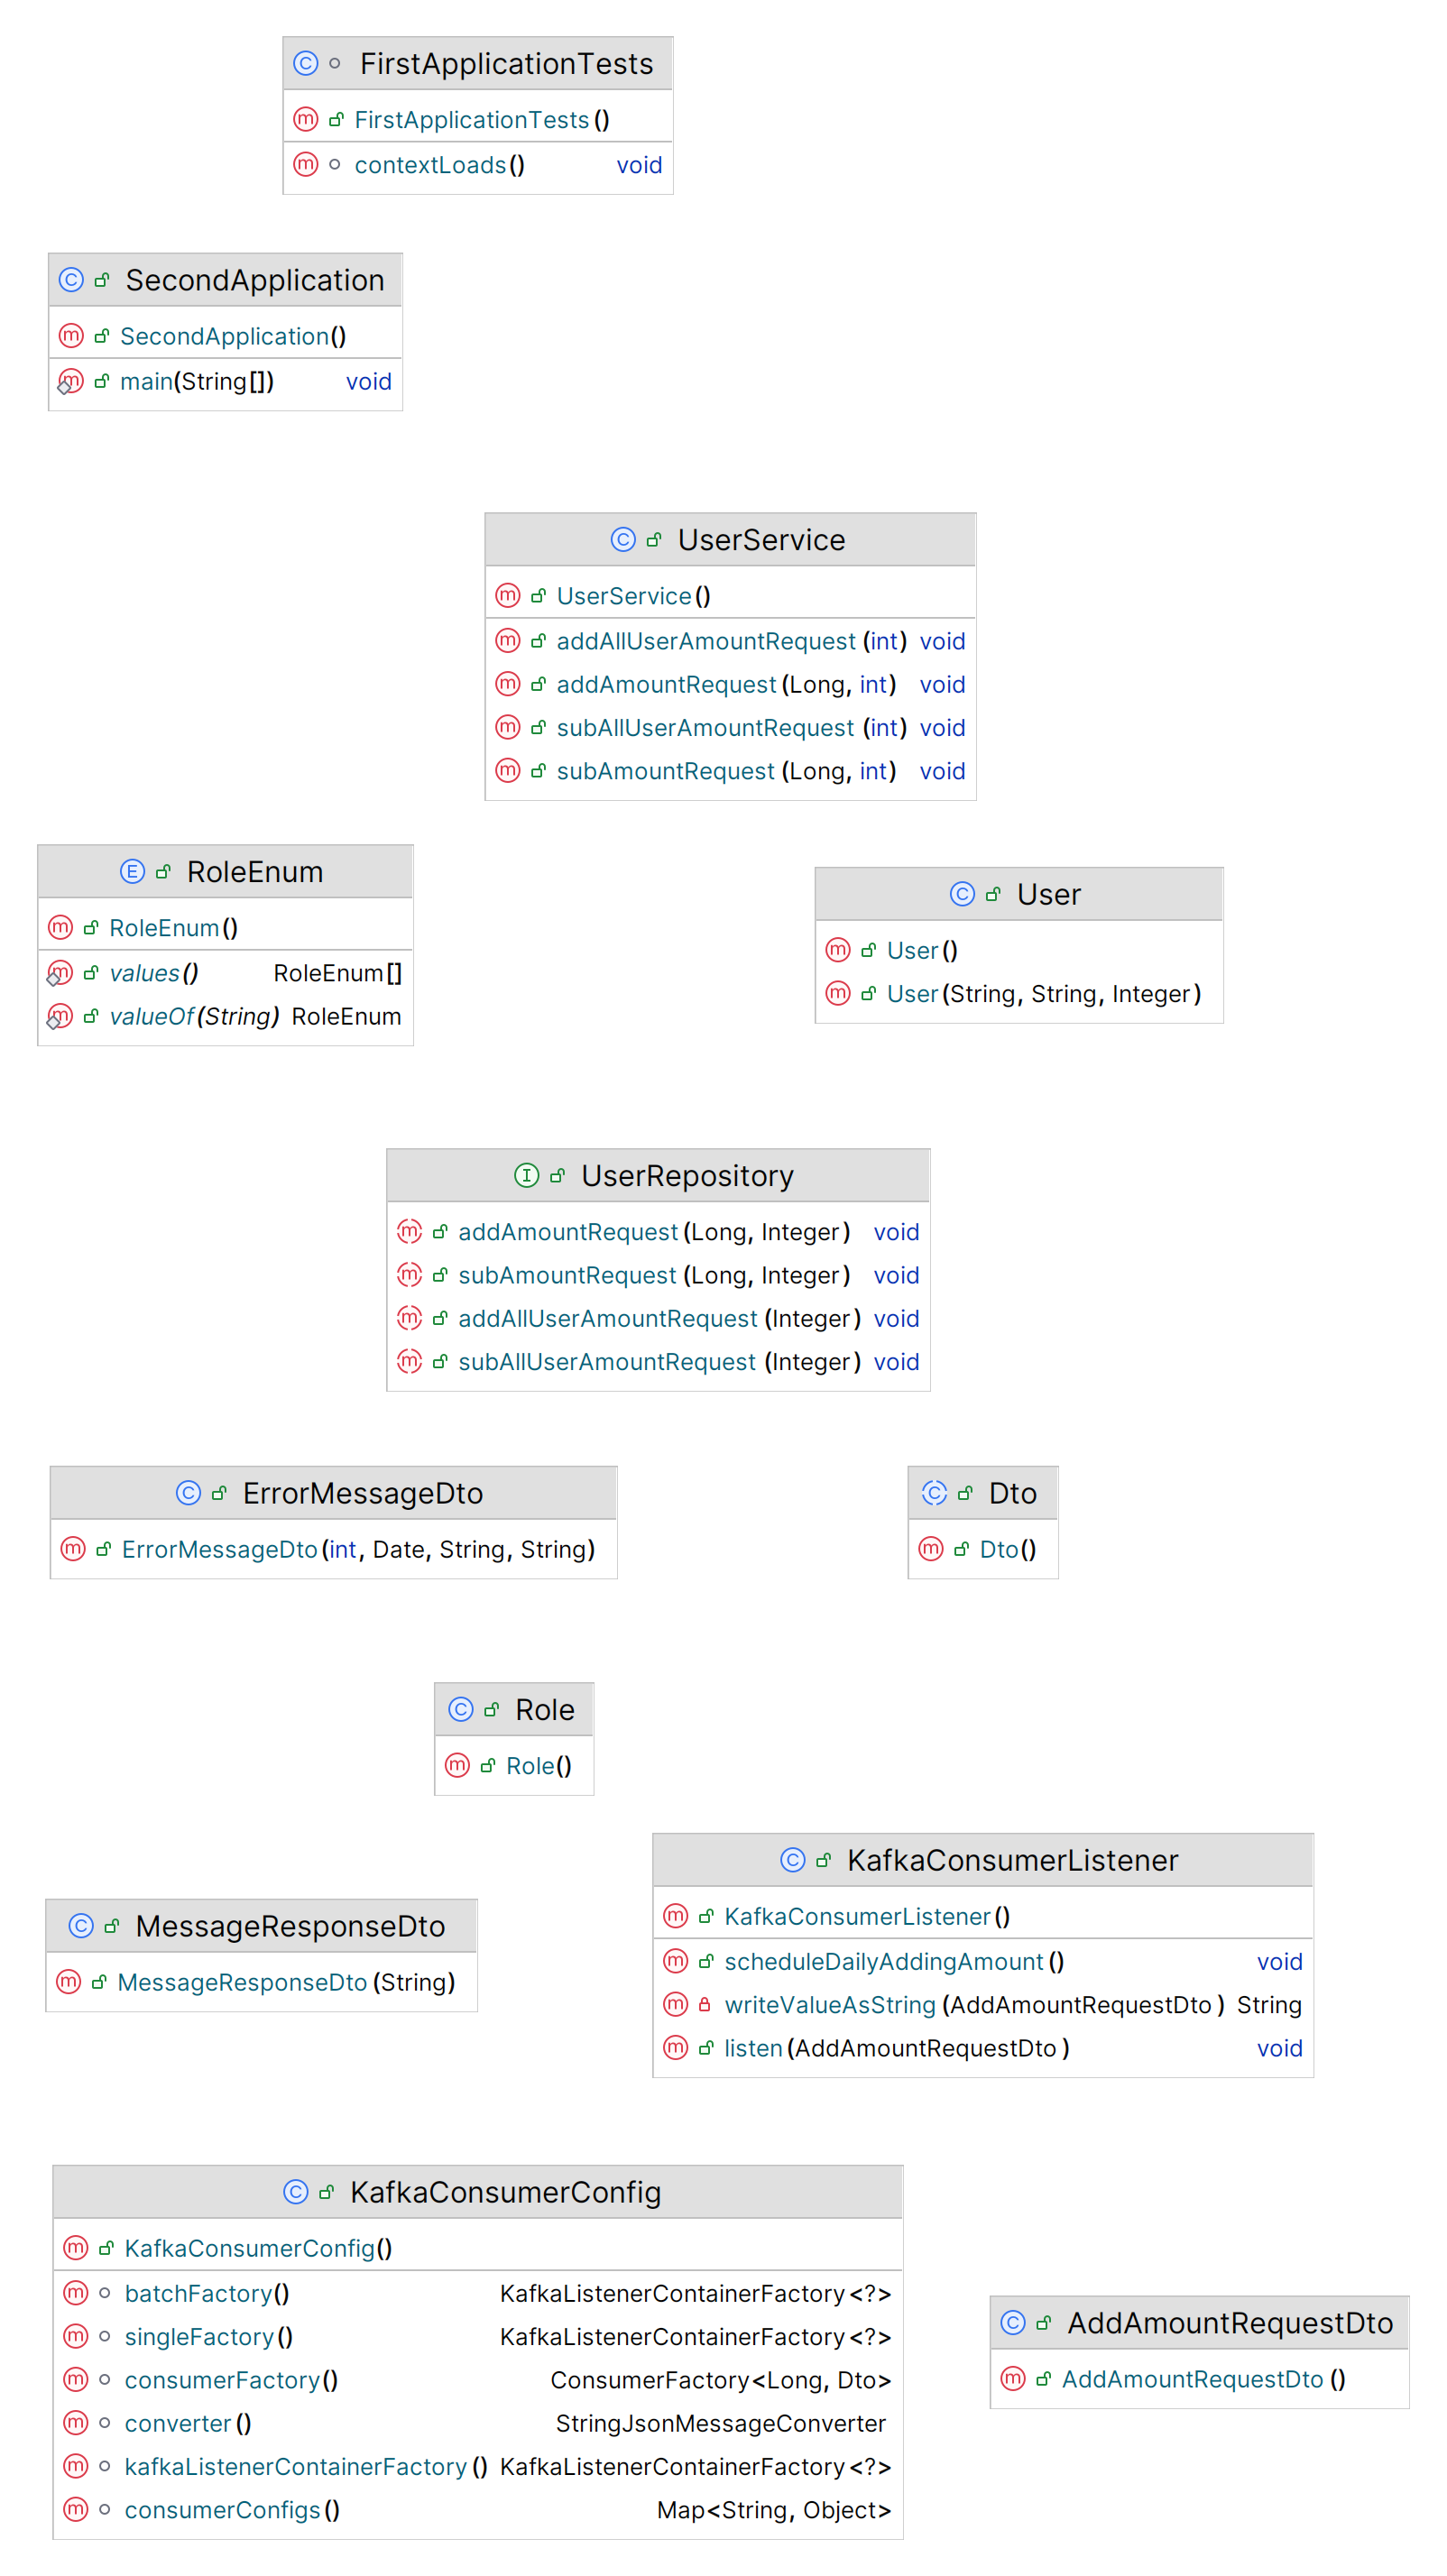 FirstApplicationTests
FirstApplicationTests()
contextLoads() void
SecondApplication
SecondApplication()
main(String[]) void
UserService
UserService()
addAllUserAmountRequest(int) void
addAmountRequest(Long, int) void
subAllUserAmountRequest(int) void
subAmountRequest(Long, int) void
RoleEnum
RoleEnum()
values() RoleEnum[]
valueOf(String) RoleEnum
User
User()
User(String, String, Integer)
UserRepository
addAmountRequest(Long, Integer) void
subAmountRequest(Long, Integer) void
addAllUserAmountRequest(Integer) void
subAllUserAmountRequest(Integer) void
ErrorMessageDto
ErrorMessageDto(int, Date, String, String)
Dto
Dto()
Role
Role()
KafkaConsumerListener
KafkaConsumerListener()
scheduleDailyAddingAmount() void
writeValueAsString(AddAmountRequestDto) String
listen(AddAmountRequestDto) void
MessageResponseDto
MessageResponseDto(String)
KafkaConsumerConfig
KafkaConsumerConfig()
batchFactory() KafkaListenerContainerFactory<?>
singleFactory() KafkaListenerContainerFactory<?>
consumerFactory() ConsumerFactory<Long, Dto>
converter() StringJsonMessageConverter
kafkaListenerContainerFactory() KafkaListenerContainerFactory<?>
consumerConfigs() Map<String, Object>
AddAmountRequestDto
AddAmountRequestDto()